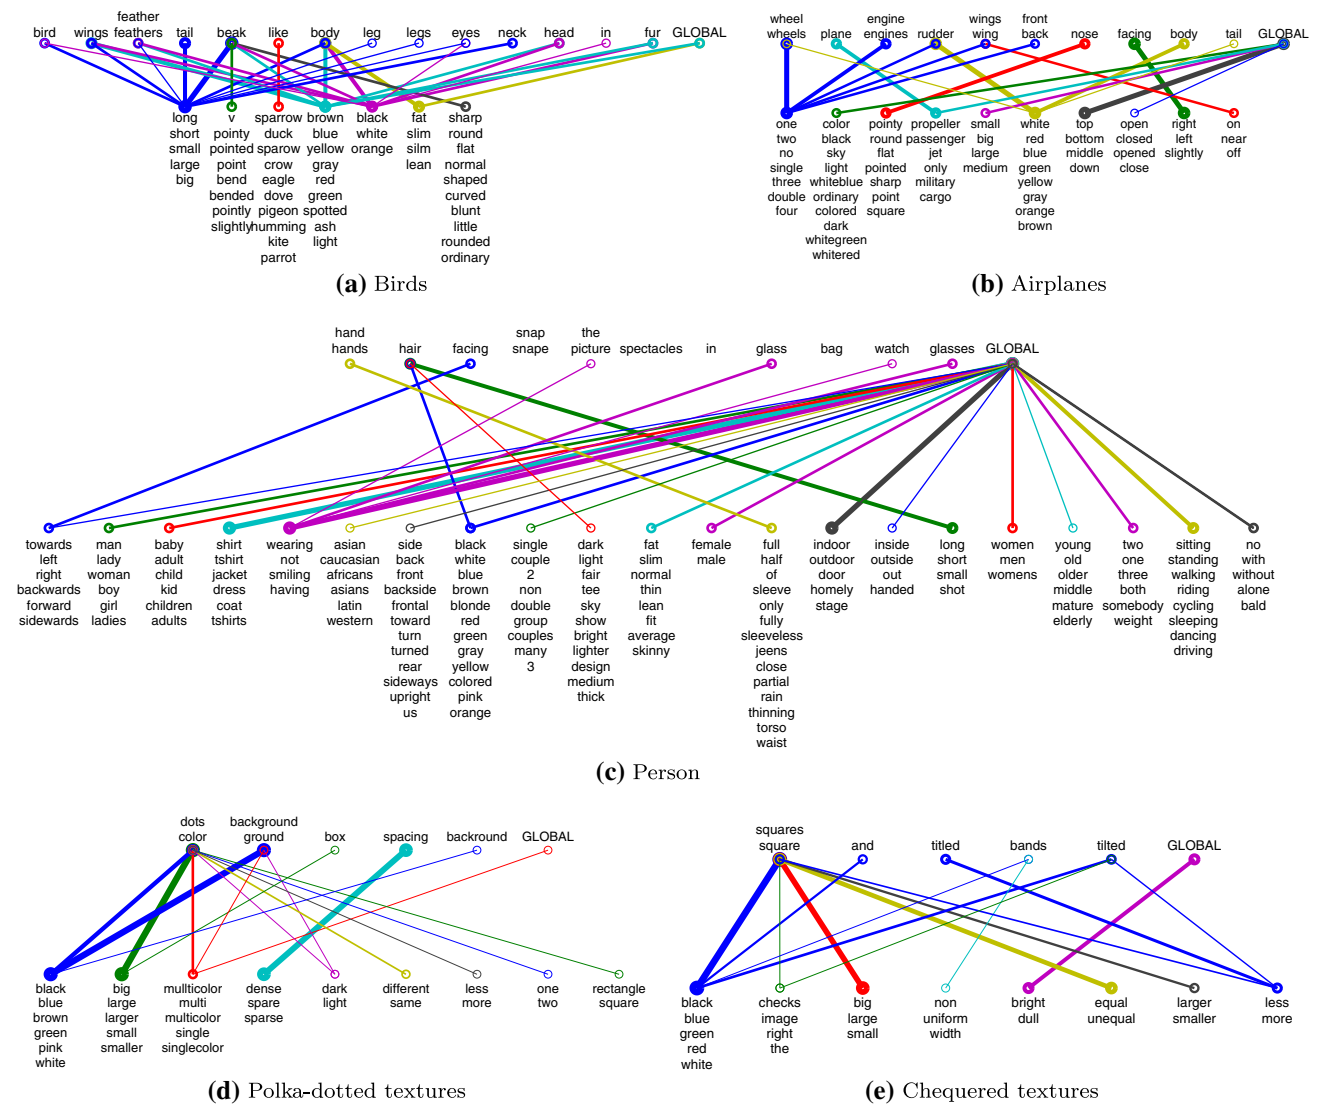 feather
bird wings feathers tail beak like body leg legs eyes neck head in fur GLOBAL
long v sparrow brown black fat sharp
short pointy duck blue white slim round
small pointed sparow yellow orange silm flat
large point crow gray lean normal
big bend eagle red shaped
bended dove green curved
pointly pigeon spotted blunt
slightly humming ash little
kite light rounded
parrot ordinary
(a) Birds
wheel engine wings front
wheels plane engines rudder wing back nose facing body tail GLOBAL
one color pointy propeller small white top open right on
two black round passenger big red bottom closed left near
no sky flat jet large blue middle opened slightly off
single light pointed only medium green down close
three whiteblue sharp military yellow
double ordinary point cargo gray
four colored square orange
dark brown
whitegreen
whitered
(b) Airplanes
hand snap the
hands hair facing snape picture spectacles in glass bag watch glasses GLOBAL
towards man baby shirt wearing asian side black single dark fat female full indoor inside long women young two sitting no
left lady adult tshirt not caucasian back white couple light slim male half outdoor outside short men old one standing with
right woman child jacket smiling africans front blue 2 fair normal of door out small womens older three walking without
backwards boy kid dress having asians backside brown non tee thin sleeve homely handed shot middle both riding alone
forward girl children coat latin frontal blonde double sky lean only stage mature somebody cycling bald
sidewards ladies adults tshirts western toward red group show fit fully elderly weight sleeping
turn green couples bright average sleeveless dancing
turned gray many lighter skinny jeens driving
rear yellow 3 design close
sideways colored medium partial
upright pink thick rain
us orange thinning
torso
waist
(c) Person
dots background
color ground box spacing backround GLOBAL
black big mullticolor dense dark different less one rectangle
blue large multi spare light same more two square
brown larger multicolor sparse
green small single
pink smaller singlecolor
white
(d) Polka-dotted textures
squares
square and titled bands tilted GLOBAL
black checks big non bright equal larger less
blue image large uniform dull unequal smaller more
green right small width
red the
white
(e) Chequered textures